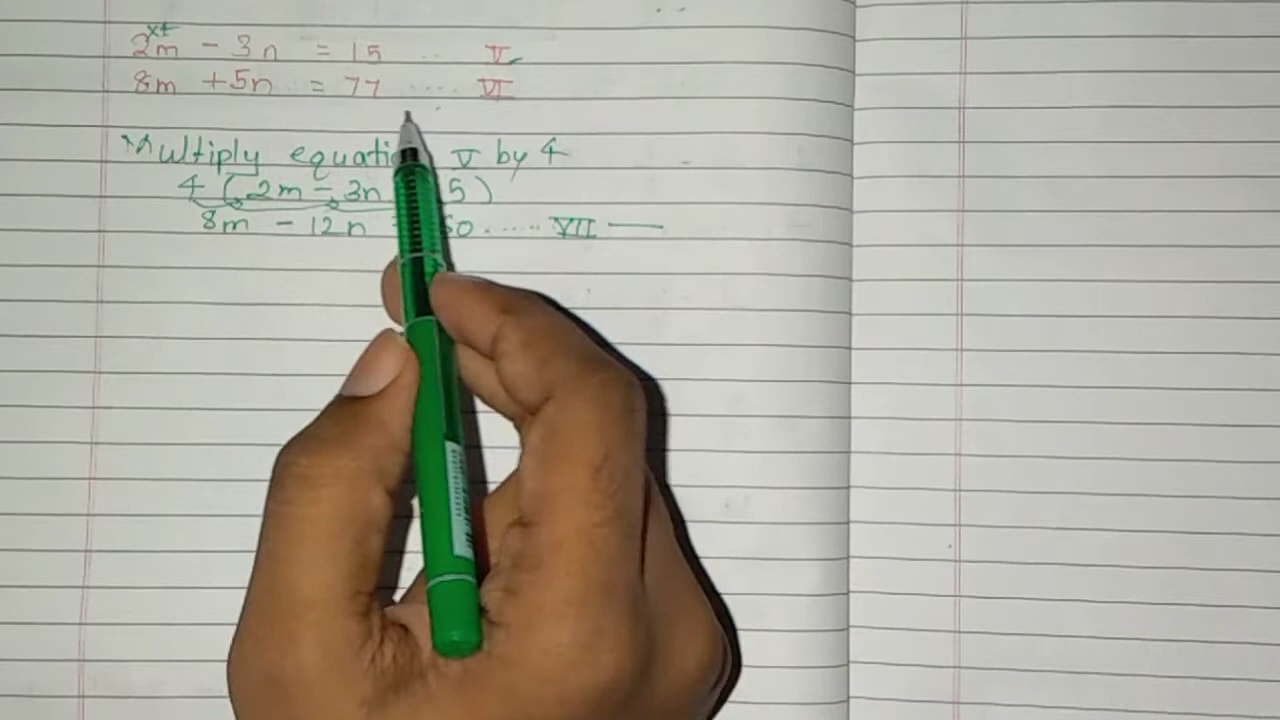 x4
2m - 3n = 15 .. V
8m + 5n = 77 .... VI
Multiply equati V by 4
4 ( 2m - 3n 5 )
8m - 12n = 60 ..... VII